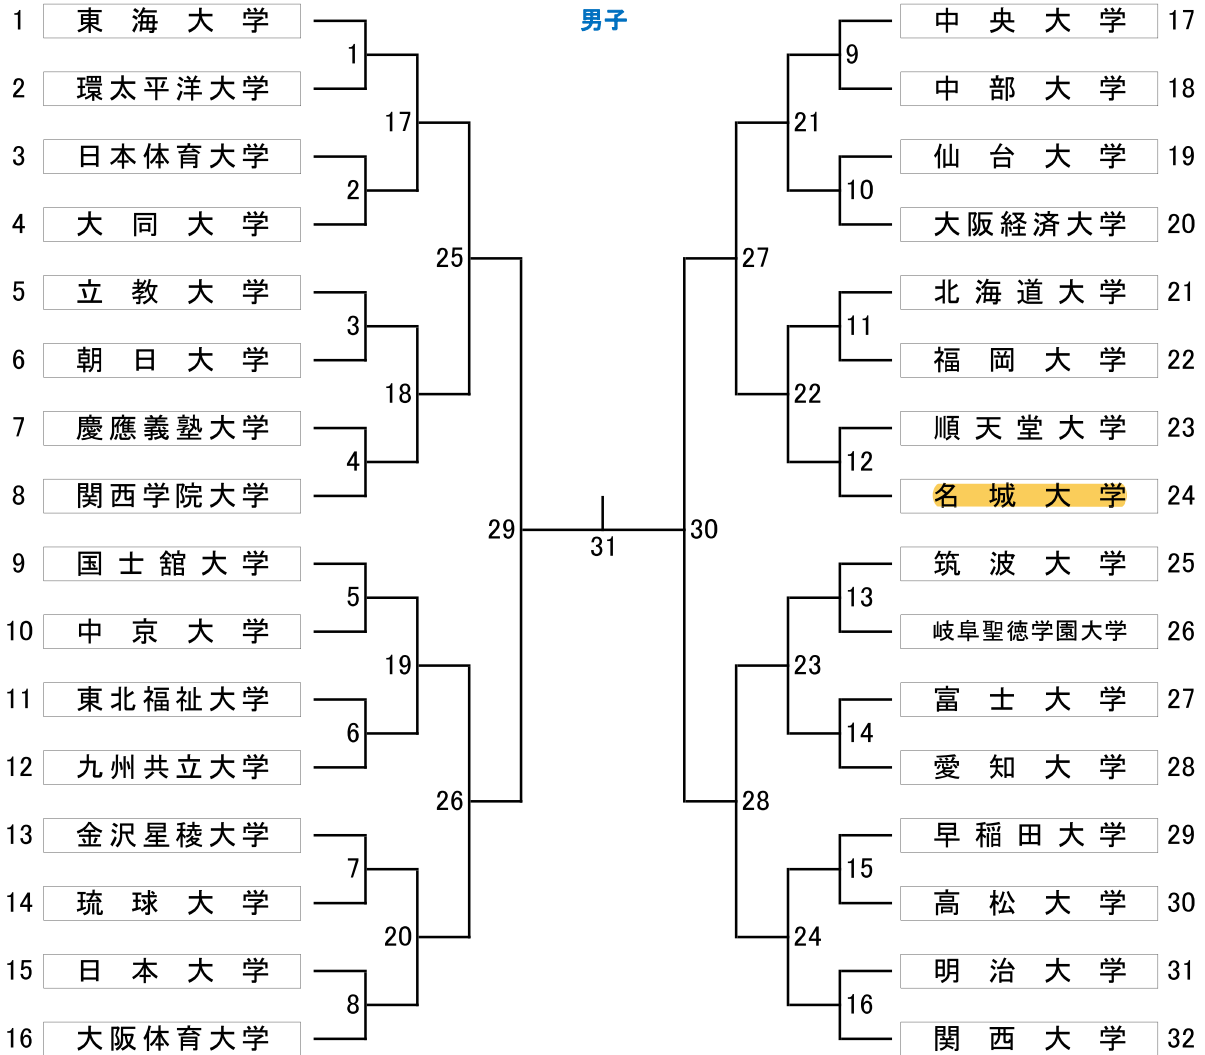 男子
1 東海大学
1
2 環太平洋大学
17
3 日本体育大学
2
4 大同大学
25
5 立教大学
3
6 朝日大学
18
7 慶應義塾大学
4
8 関西学院大学
29
9 国士舘大学
5
10 中京大学
19
11 東北福祉大学
6
12 九州共立大学
26
13 金沢星稜大学
7
14 琉球大学
20
15 日本大学
8
16 大阪体育大学
31
中央大学 17
9
中部大学 18
21
仙台大学 19
10
大阪経済大学 20
27
北海道大学 21
11
福岡大学 22
22
順天堂大学 23
12
名城大学 24
30
筑波大学 25
13
岐阜聖徳学園大学 26
23
富士大学 27
14
愛知大学 28
28
早稲田大学 29
15
高松大学 30
24
明治大学 31
16
関西大学 32